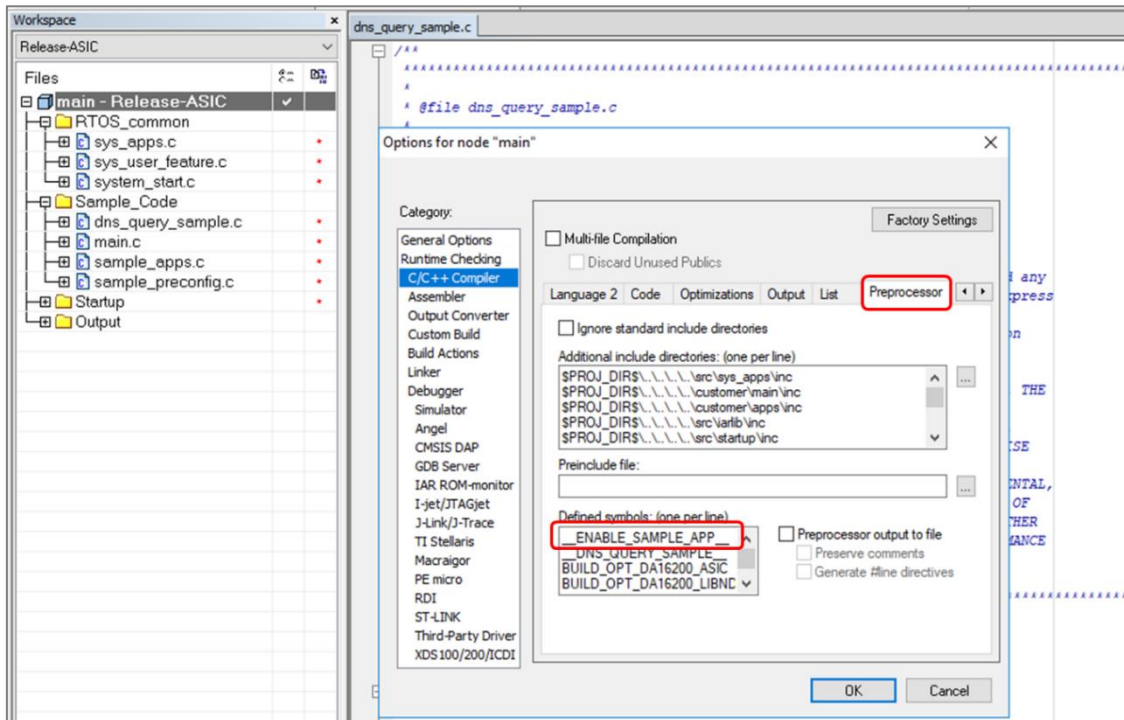 Workspace
Release-ASIC
Files
main - Release-ASIC
RTOS_common
sys_apps.c
sys_user_feature.c
system_start.c
Sample_Code
dns_query_sample.c
main.c
sample_apps.c
sample_preconfig.c
Startup
Output
dns_query_sample.c
/**
* @file dns_query_sample.c
any
THE
OF
Options for node "main"
Category:
General Options
Runtime Checking
C/C++ Compiler
Assembler
Output Converter
Custom Build
Build Actions
Linker
Debugger
Simulator
Angel
CMSIS DAP
GDB Server
IAR ROM-monitor
I-jet/JTAGjet
J-Link/J-Trace
TI Stellaris
Macraigor
PE micro
RDI
ST-LINK
Third-Party Driver
XDS100/200/ICDI
Factory Settings
Multi-file Compilation
Discard Unused Publics
Language 2 Code Optimizations Output List Preprocessor
Ignore standard include directories
Additional include directories: (one per line)
$PROJ_DIR$\..\..\..\..\src\sys_apps\inc
$PROJ_DIR$\..\..\..\..\customer\main\inc
$PROJ_DIR$\..\..\..\..\customer\apps\inc
$PROJ_DIR$\..\..\..\..\src\iarlib\inc
$PROJ_DIR$\..\..\..\..\src\startup\inc
...
Preinclude file:
...
Defined symbols: (one per line)
__ENABLE_SAMPLE_APP__
__DNS_QUERY_SAMPLE__
BUILD_OPT_DA16200_ASIC
BUILD_OPT_DA16200_LIBND
Preprocessor output to file
Preserve comments
Generate #line directives
OK Cancel